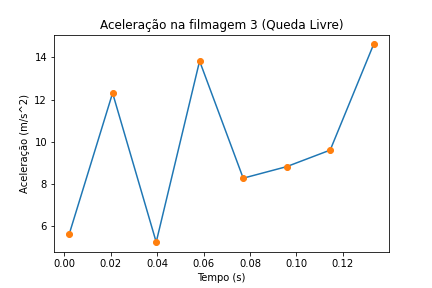 Aceleração na filmagem 3 (Queda Livre)
Aceleração (m/s^2)
14
12
10
8
6
0.00 0.02 0.04 0.06 0.08 0.10 0.12
Tempo (s)